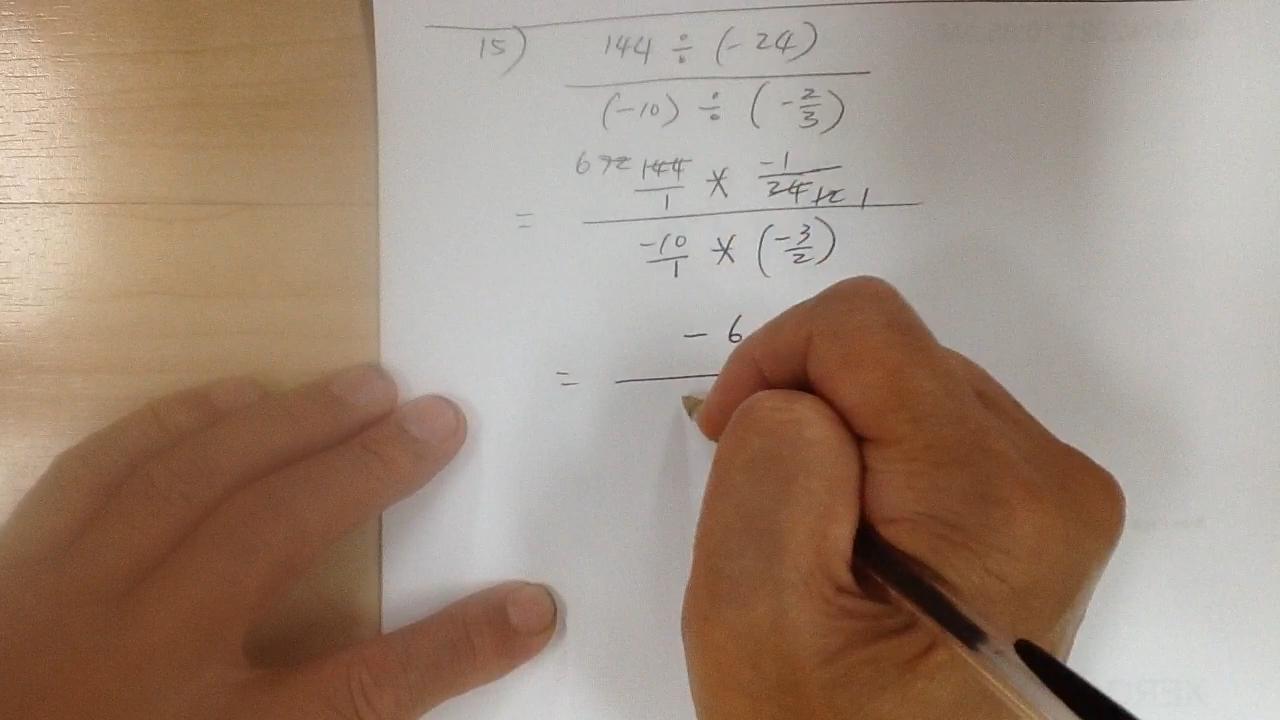 15) 144 ÷ (-24)
(-10) ÷ (-2/3)
= 6 72 144/1 * -1/24 12 1
-10/1 * (-3/2)
= - 6